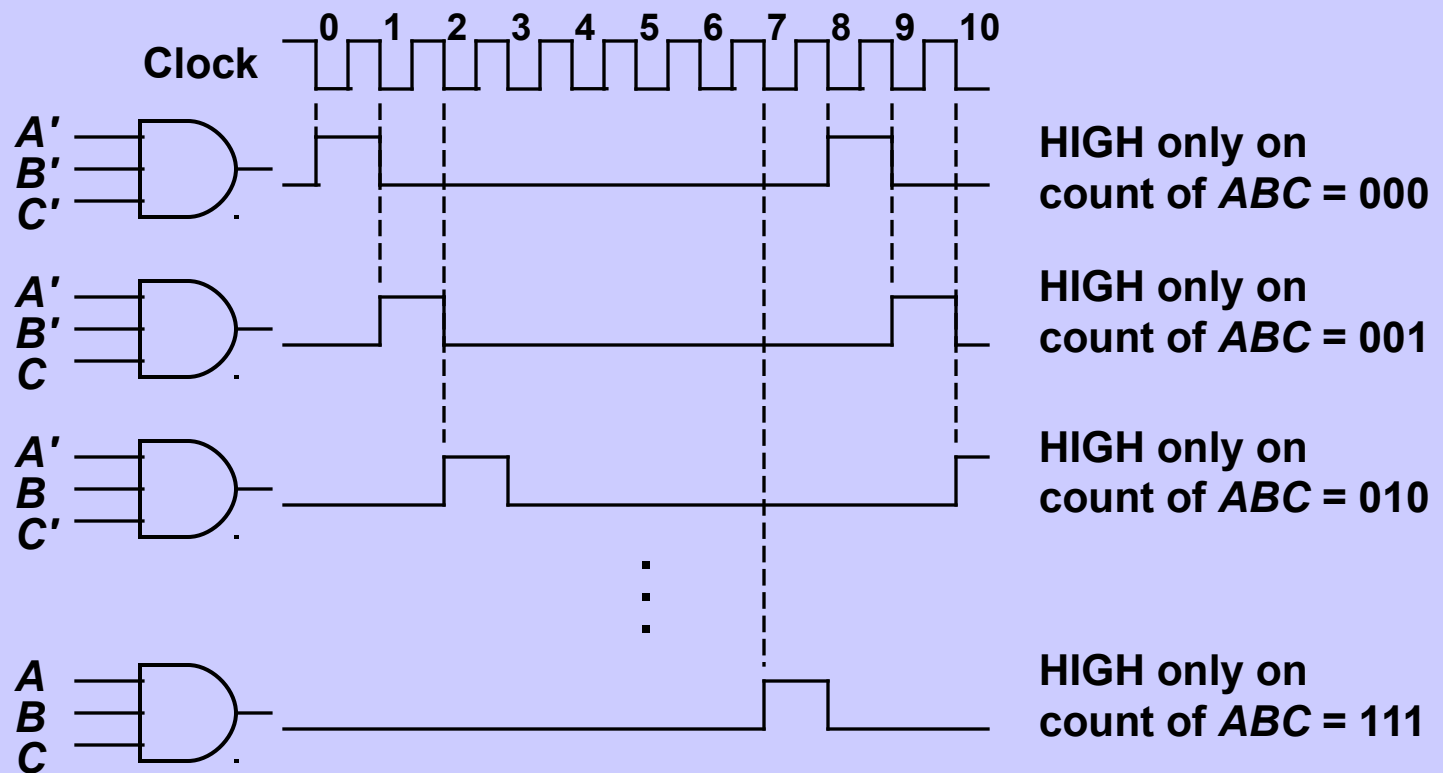 0 1 2 3 4 5 6 7 8 9 10
Clock
A'
B'
C'
HIGH only on
count of ABC = 000
A'
B'
C
HIGH only on
count of ABC = 001
A'
B
C'
HIGH only on
count of ABC = 010
A
B
C
HIGH only on
count of ABC = 111